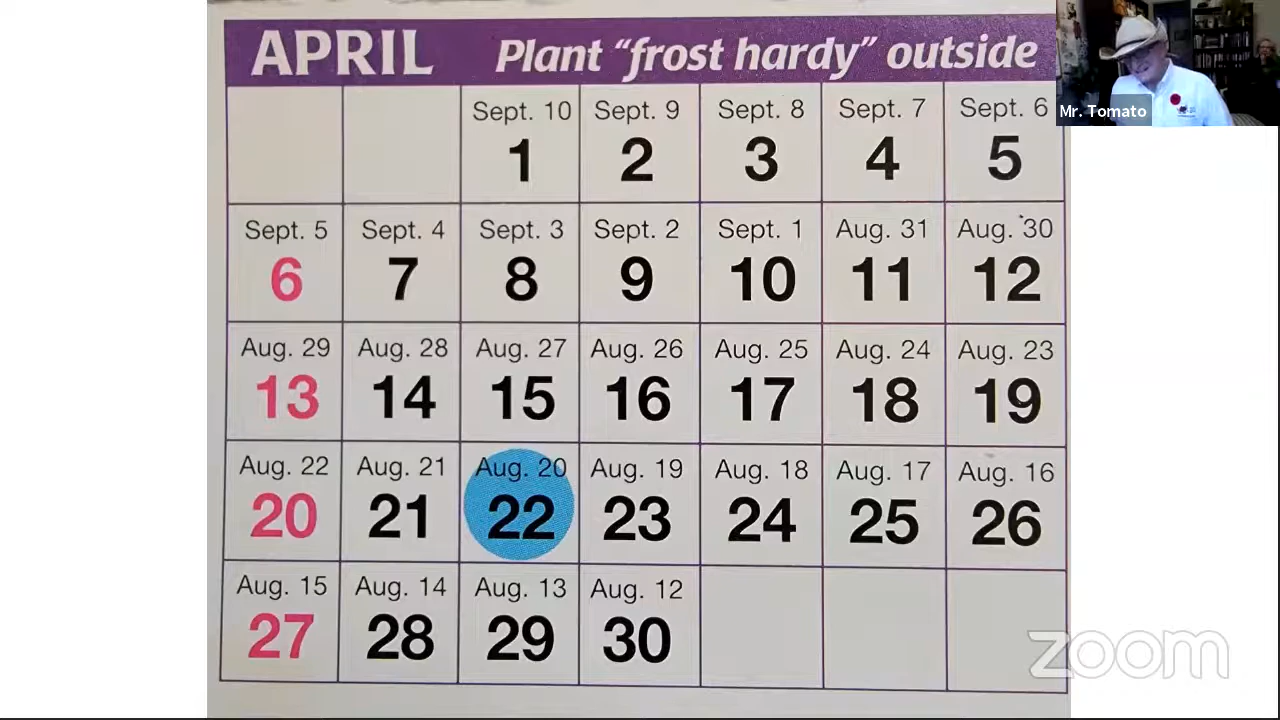 APRIL Plant “frost hardy” outside
Mr. Tomato
Sept. 10 Sept. 9 Sept. 8 Sept. 7 Sept. 6
1 2 3 4 5
Sept. 5 Sept. 4 Sept. 3 Sept. 2 Sept. 1 Aug. 31 Aug. 30
6 7 8 9 10 11 12
Aug. 29 Aug. 28 Aug. 27 Aug. 26 Aug. 25 Aug. 24 Aug. 23
13 14 15 16 17 18 19
Aug. 22 Aug. 21 Aug. 20 Aug. 19 Aug. 18 Aug. 17 Aug. 16
20 21 22 23 24 25 26
Aug. 15 Aug. 14 Aug. 13 Aug. 12
27 28 29 30
zoom